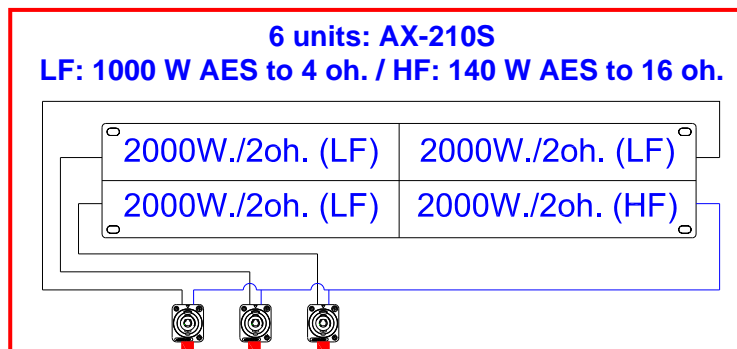 6 units: AX-210S
LF: 1000 W AES to 4 oh. / HF: 140 W AES to 16 oh.
2000W./2oh. (LF) 2000W./2oh. (LF)
2000W./2oh. (LF) 2000W./2oh. (HF)